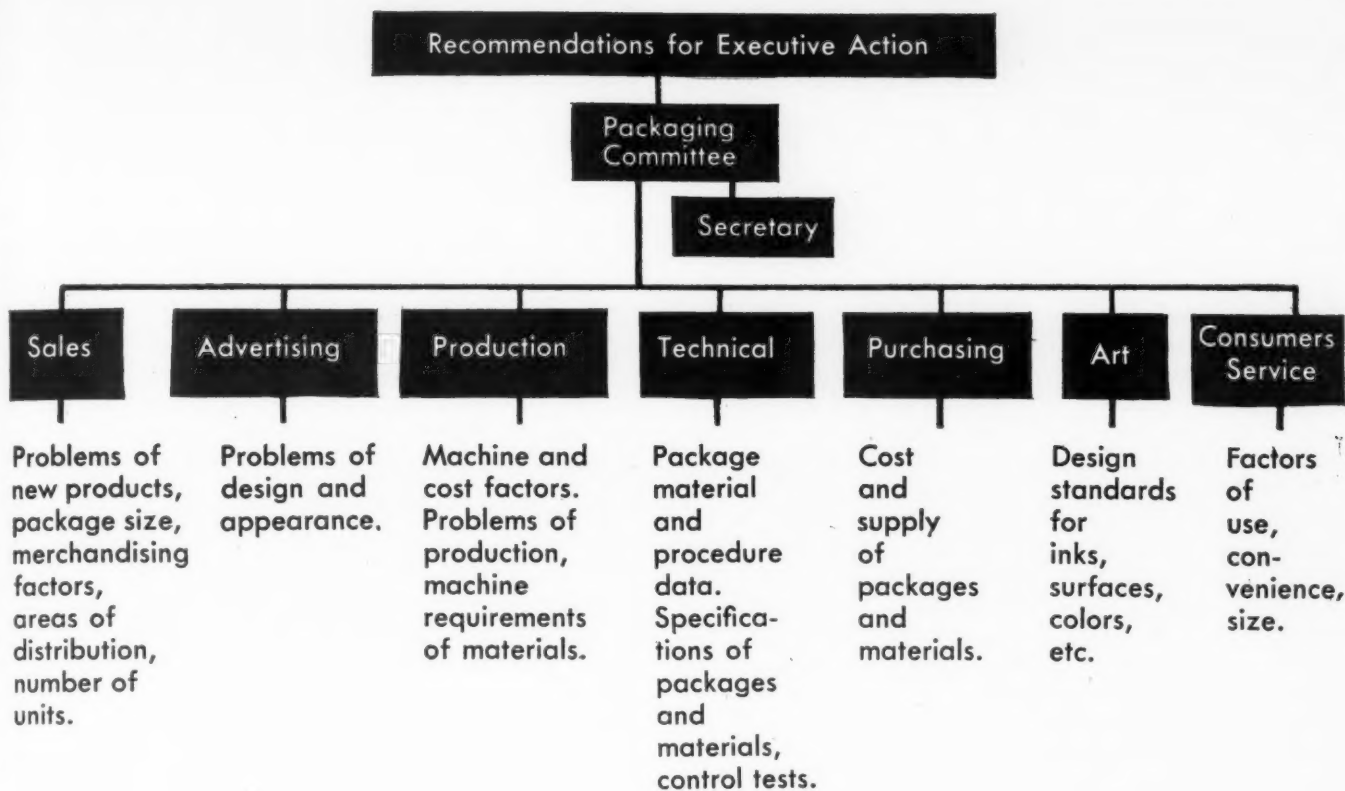 Recommendations for Executive Action
Packaging
Committee
Secretary
Sales
Advertising
Production
Technical
Purchasing
Art
Consumers
Service
Problems of
new products,
package size,
merchandising
factors,
areas of
distribution,
number of
units.
Problems of
design and
appearance.
Machine and
cost factors.
Problems of
production,
machine
requirements
of materials.
Package
material
and
procedure
data.
Specifica-
tions of
packages
and
materials,
control tests.
Cost
and
supply
of
packages
and
materials.
Design
standards
for
inks,
surfaces,
colors,
etc.
Factors
of
use,
con-
venience,
size.